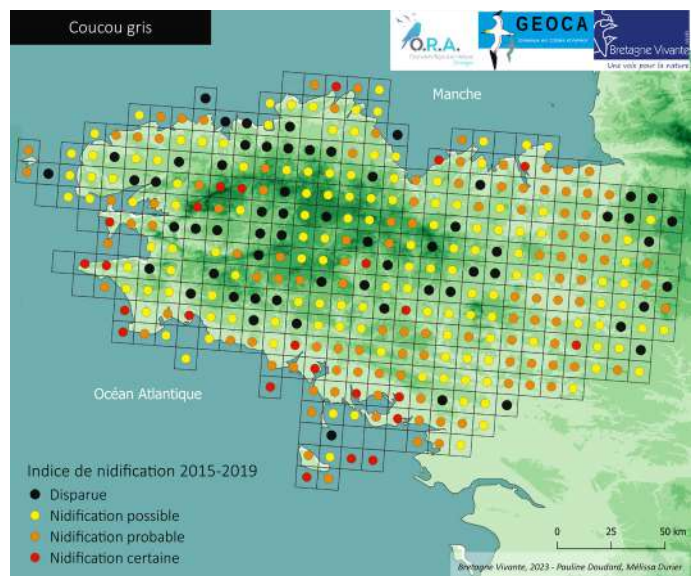 Coucou gris
O.R.A.
GEOCA
Bretagne Vivante
Une voix pour la nature
Manche
Océan Atlantique
Indice de nidification 2015-2019
Disparue
Nidification possible
Nidification probable
Nidification certaine
0 25 50 km
Bretagne Vivante, 2023 - Pauline Doudard, Mélissa Durier